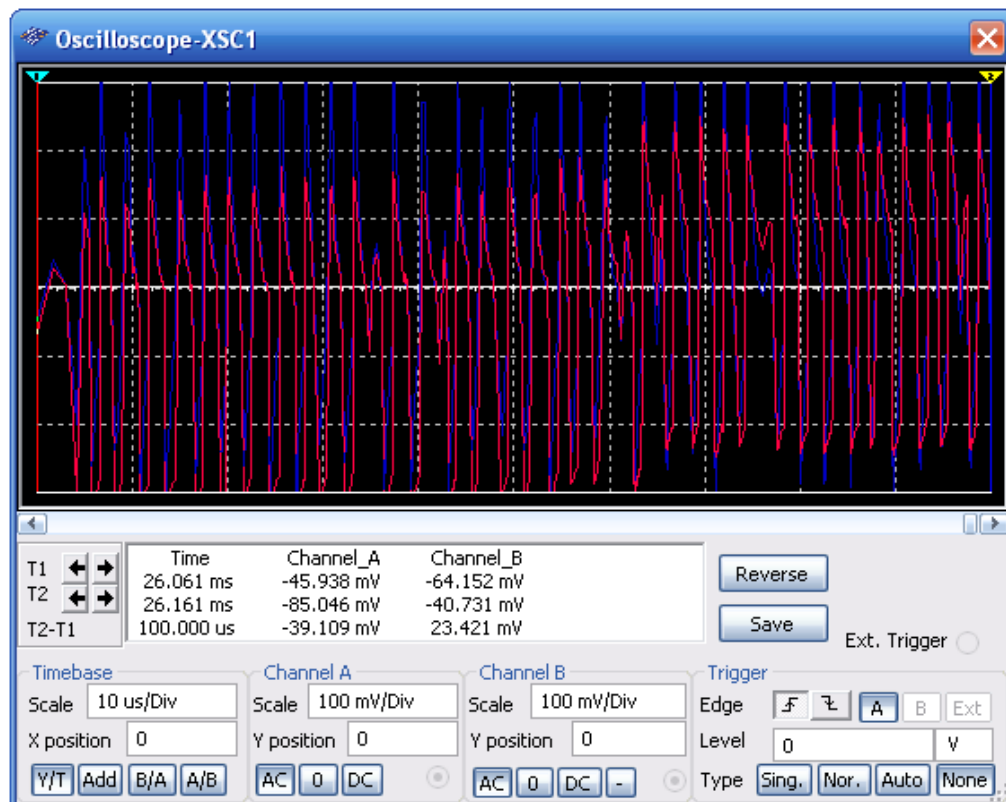 Oscilloscope-XSC1
1 2
T1
T2
T2-T1
Time Channel_A Channel_B
26.061 ms -45.938 mV -64.152 mV
26.161 ms -85.046 mV -40.731 mV
100.000 us -39.109 mV 23.421 mV
Reverse
Save
Ext. Trigger
Timebase
Scale 10 us/Div
X position 0
Y/T Add B/A A/B
Channel A
Scale 100 mV/Div
Y position 0
AC 0 DC
Channel B
Scale 100 mV/Div
Y position 0
AC 0 DC -
Trigger
Edge A B Ext
Level 0 V
Type Sing. Nor. Auto None